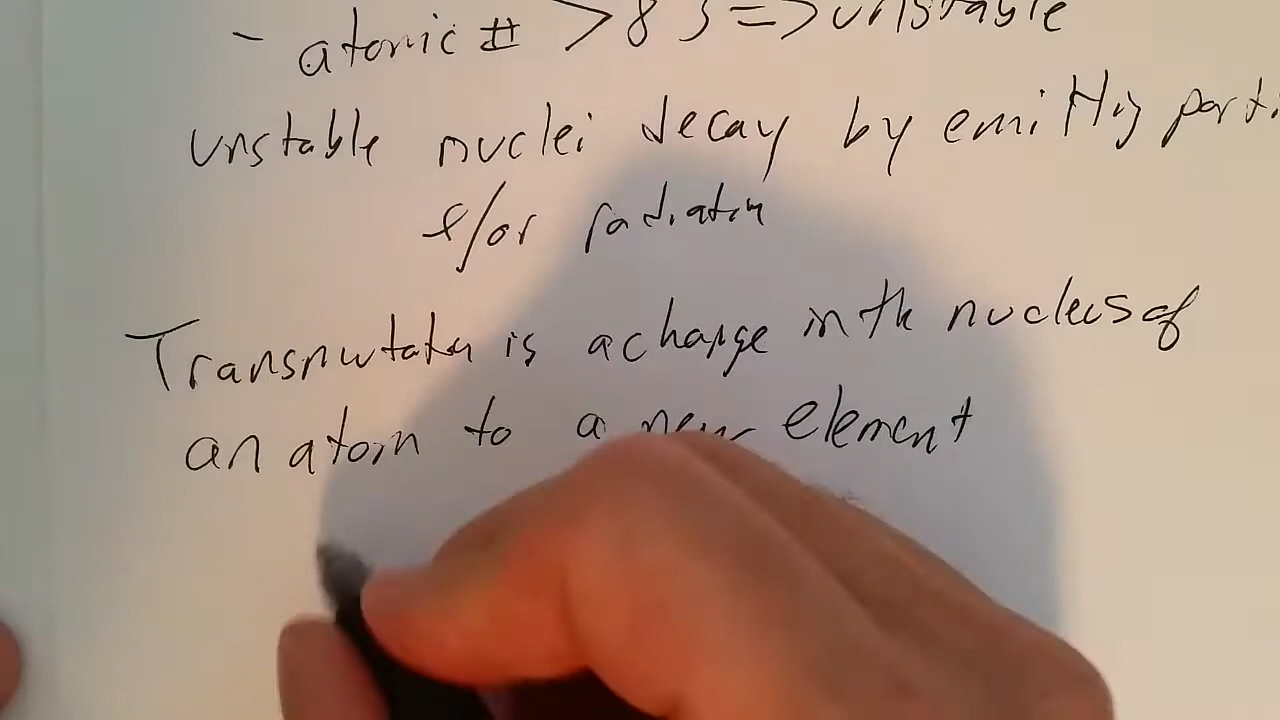 - atomic # > 83 => unstable
unstable nuclei decay by emitting part
&/or radiation
Transmutation is a change in the nucleus of
an atom to a new element